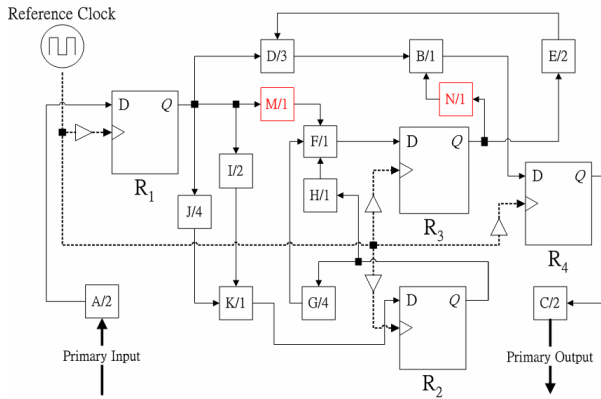 Reference Clock
D/3
B/1
E/2
D
Q
M/1
N/1
F/1
D
Q
I/2
R1
H/1
D
Q
J/4
R3
R4
A/2
K/1
G/4
D
Q
C/2
Primary Input
Primary Output
R2